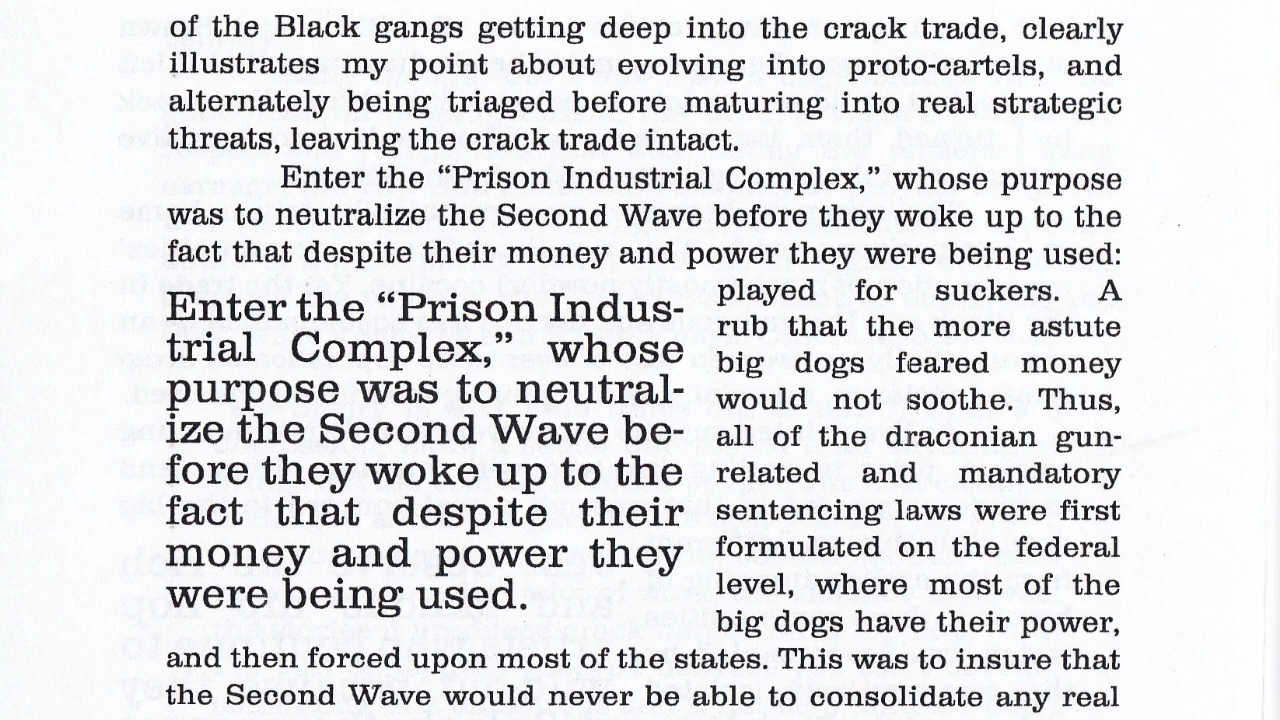 of the Black gangs getting deep into the crack trade, clearly
illustrates my point about evolving into proto-cartels, and
alternately being triaged before maturing into real strategic
threats, leaving the crack trade intact.
Enter the “Prison Industrial Complex,” whose purpose
was to neutralize the Second Wave before they woke up to the
fact that despite their money and power they were being used:
played for suckers. A
rub that the more astute
big dogs feared money
would not soothe. Thus,
all of the draconian gun-
related and mandatory
sentencing laws were first
formulated on the federal
level, where most of the
big dogs have their power,
Enter the “Prison Indus-
trial Complex,” whose
purpose was to neutral-
ize the Second Wave be-
fore they woke up to the
fact that despite their
money and power they
were being used.
and then forced upon most of the states. This was to insure that
the Second Wave would never be able to consolidate any real